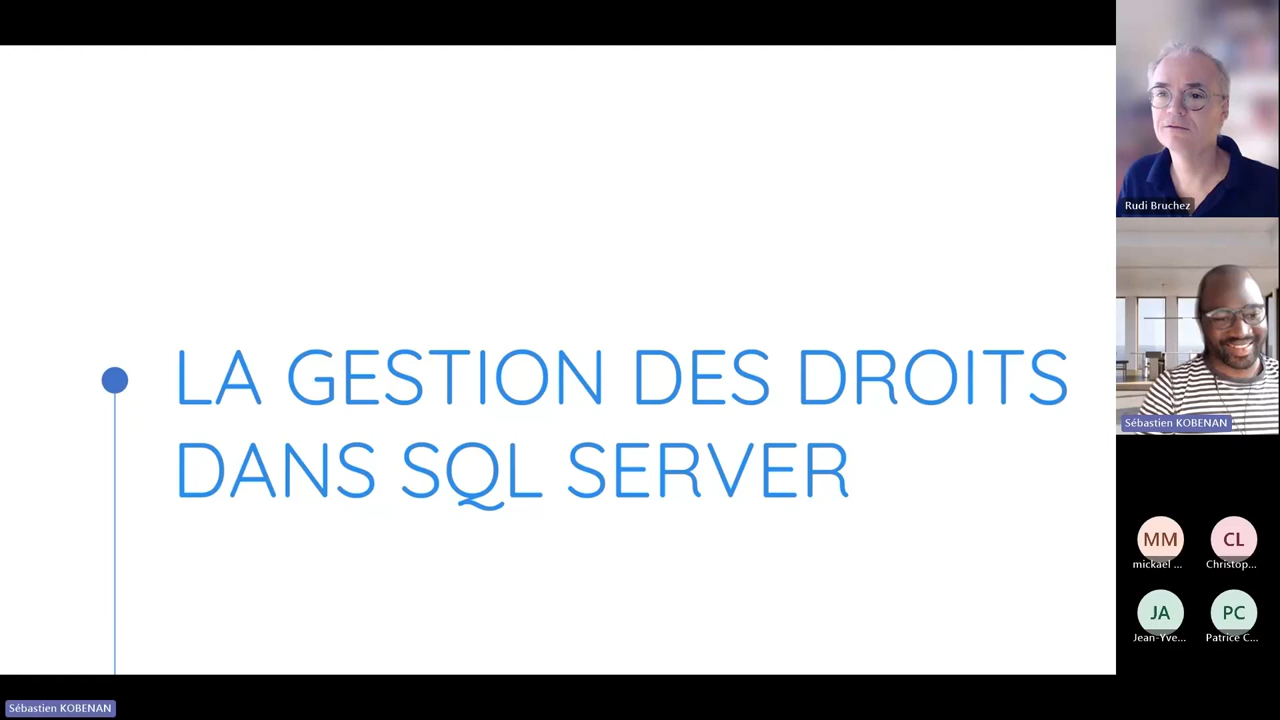 LA GESTION DES DROITS
DANS SQL SERVER
Rudi Bruchez
Sébastien KOBENAN
MM
mickael ...
CL
Christop...
JA
Jean-Yve...
PC
Patrice C...
Sébastien KOBENAN